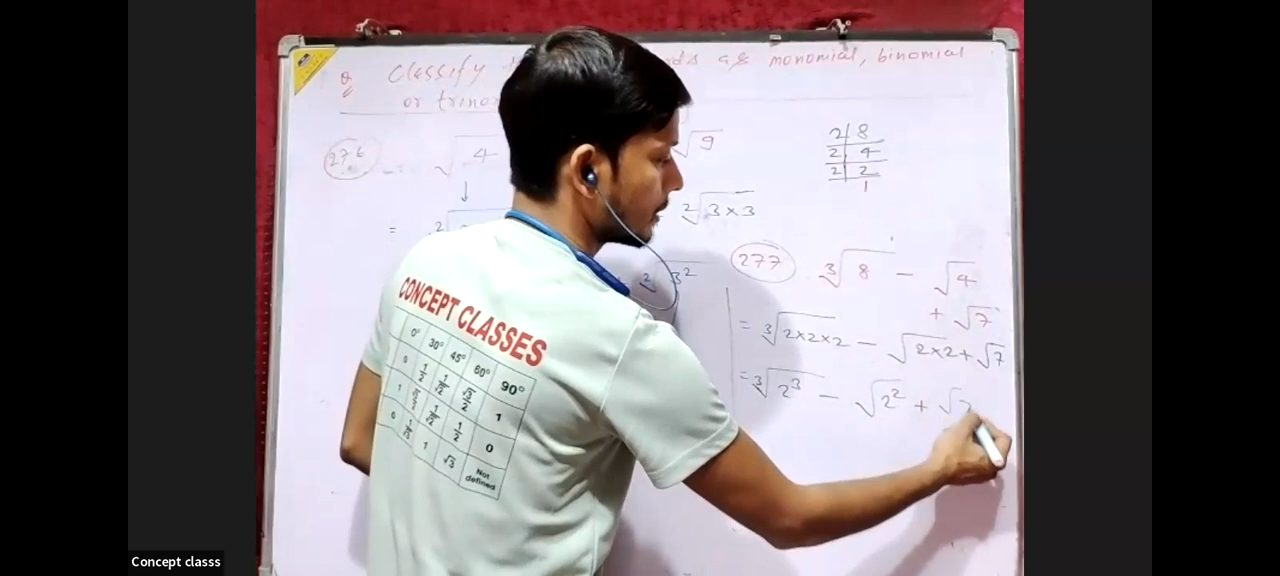 Q Classify as monomial, binomial
or
276 √4 √9
2|8
2|4
2|2
1
= ²√ ²√3×3
277 ³√8 - √4
+ √7
² 3²
= ³√2×2×2 - √2×2 + √7
= ³√2³ - √2² + √
CONCEPT CLASSES
0° 30° 45° 60° 90°
0 1/2 1/√2 √3/2 1
1 √3/2 1/√2 1/2 0
0 1/√3 1 √3 Not defined
Concept classs